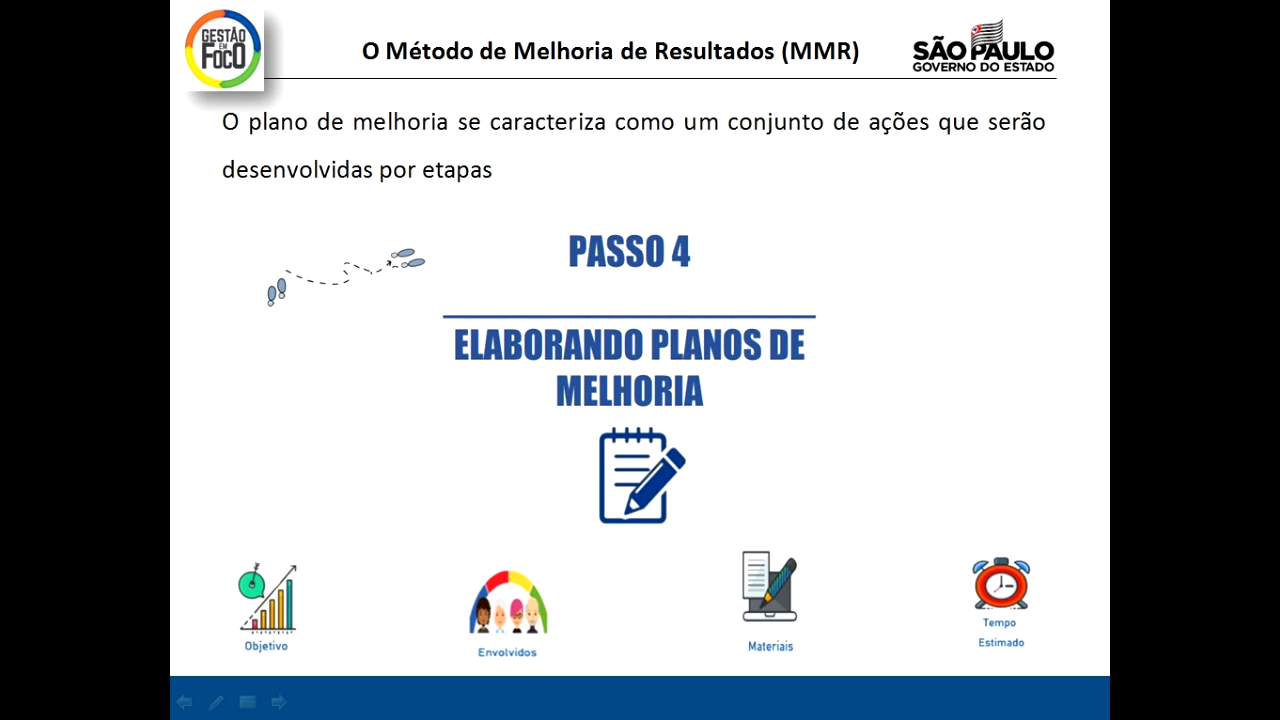 GESTÃO
EM
FOCO
O Método de Melhoria de Resultados (MMR)
SÃO PAULO
GOVERNO DO ESTADO
O plano de melhoria se caracteriza como um conjunto de ações que serão
desenvolvidas por etapas
PASSO 4
ELABORANDO PLANOS DE
MELHORIA
Objetivo
Envolvidos
Materiais
Tempo
Estimado